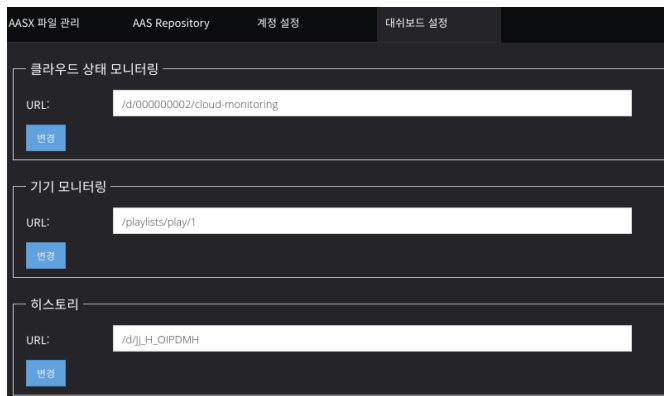 AASX 파일 관리 AAS Repository 계정 설정 대쉬보드 설정
클라우드 상태 모니터링
URL: /d/000000002/cloud-monitoring
변경
기기 모니터링
URL: /playlists/play/1
변경
히스토리
URL: /d/Jj_H_OIPDMH
변경